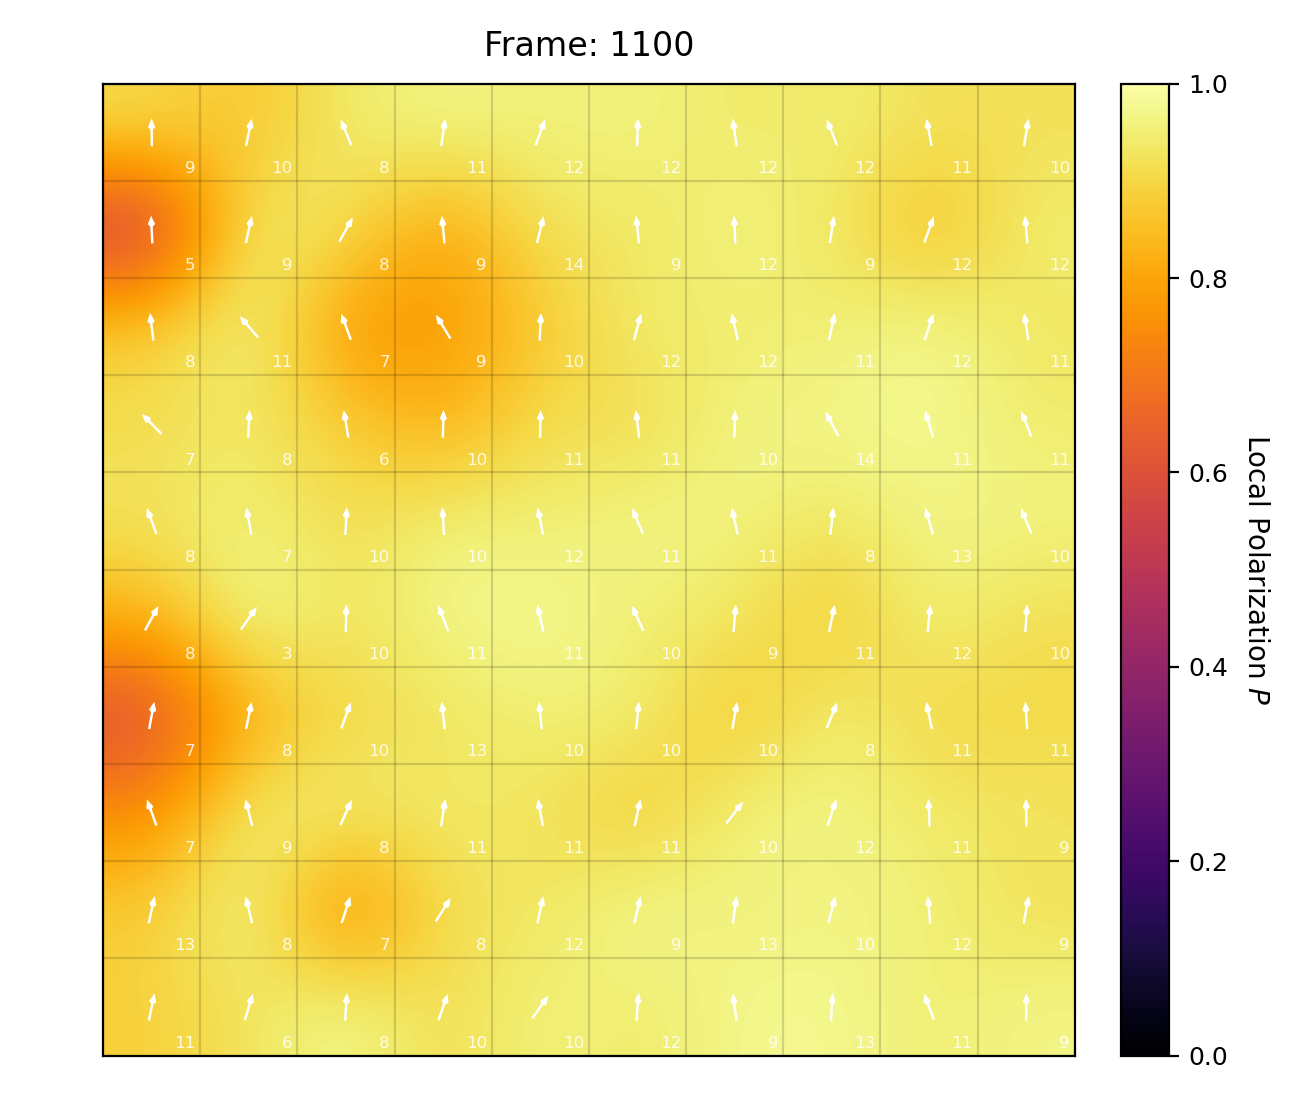 Frame: 1100
9 10 8 11 12 12 12 12 11 10
5 9 8 9 14 9 12 9 12 12
8 11 7 9 10 12 12 11 12 11
7 8 6 10 11 11 10 14 11 11
8 7 10 10 12 11 11 8 13 10
8 3 10 11 11 10 9 11 12 10
7 8 10 13 10 10 10 8 11 11
7 9 8 11 11 11 10 12 11 9
13 8 7 8 12 9 13 10 12 9
11 6 8 10 10 12 9 13 11 9
1.0
0.8
0.6
0.4
0.2
0.0
Local Polarization P